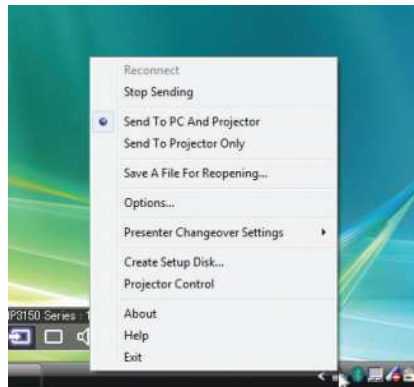 Reconnect
Stop Sending
Send To PC And Projector
Send To Projector Only
Save A File For Reopening...
Options...
Presenter Changeover Settings
Create Setup Disk...
Projector Control
About
Help
Exit
Series